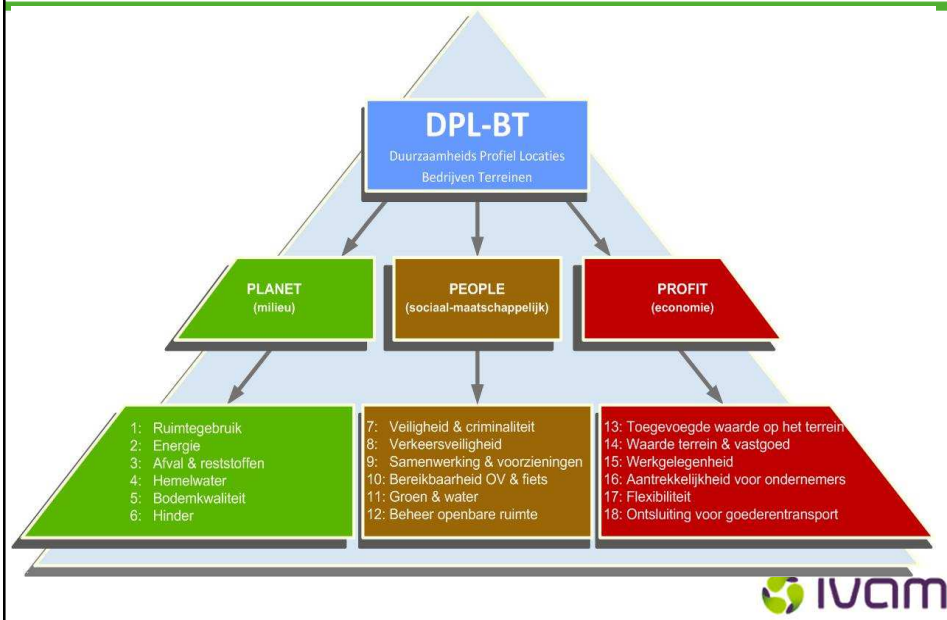 DPL-BT
Duurzaamheids Profiel Locaties
Bedrijven Terreinen
PLANET
(milieu)
PEOPLE
(sociaal-maatschappelijk)
PROFIT
(economie)
1: Ruimtegebruik
2: Energie
3: Afval & reststoffen
4: Hemelwater
5: Bodemkwaliteit
6: Hinder
7: Veiligheid & criminaliteit
8: Verkeersveiligheid
9: Samenwerking & voorzieningen
10: Bereikbaarheid OV & fiets
11: Groen & water
12: Beheer openbare ruimte
13: Toegevoegde waarde op het terrein
14: Waarde terrein & vastgoed
15: Werkgelegenheid
16: Aantrekkelijkheid voor ondernemers
17: Flexibiliteit
18: Ontsluiting voor goederentransport
ivam